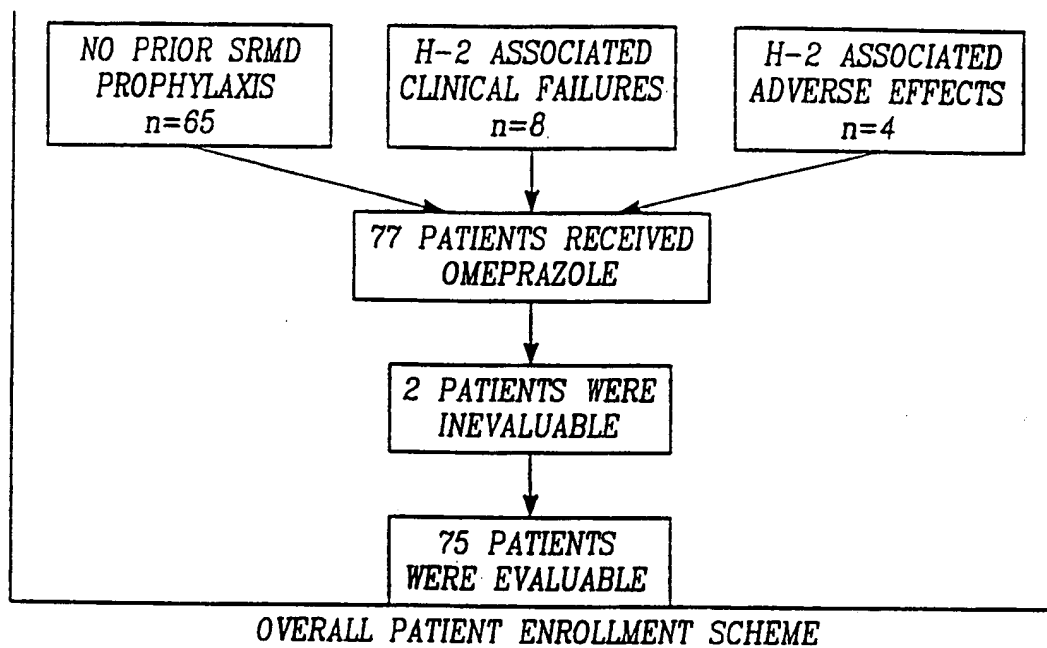 NO PRIOR SRMD
PROPHYLAXIS
n=65
H-2 ASSOCIATED
CLINICAL FAILURES
n=8
H-2 ASSOCIATED
ADVERSE EFFECTS
n=4
77 PATIENTS RECEIVED
OMEPRAZOLE
2 PATIENTS WERE
INEVALUABLE
75 PATIENTS
WERE EVALUABLE
OVERALL PATIENT ENROLLMENT SCHEME